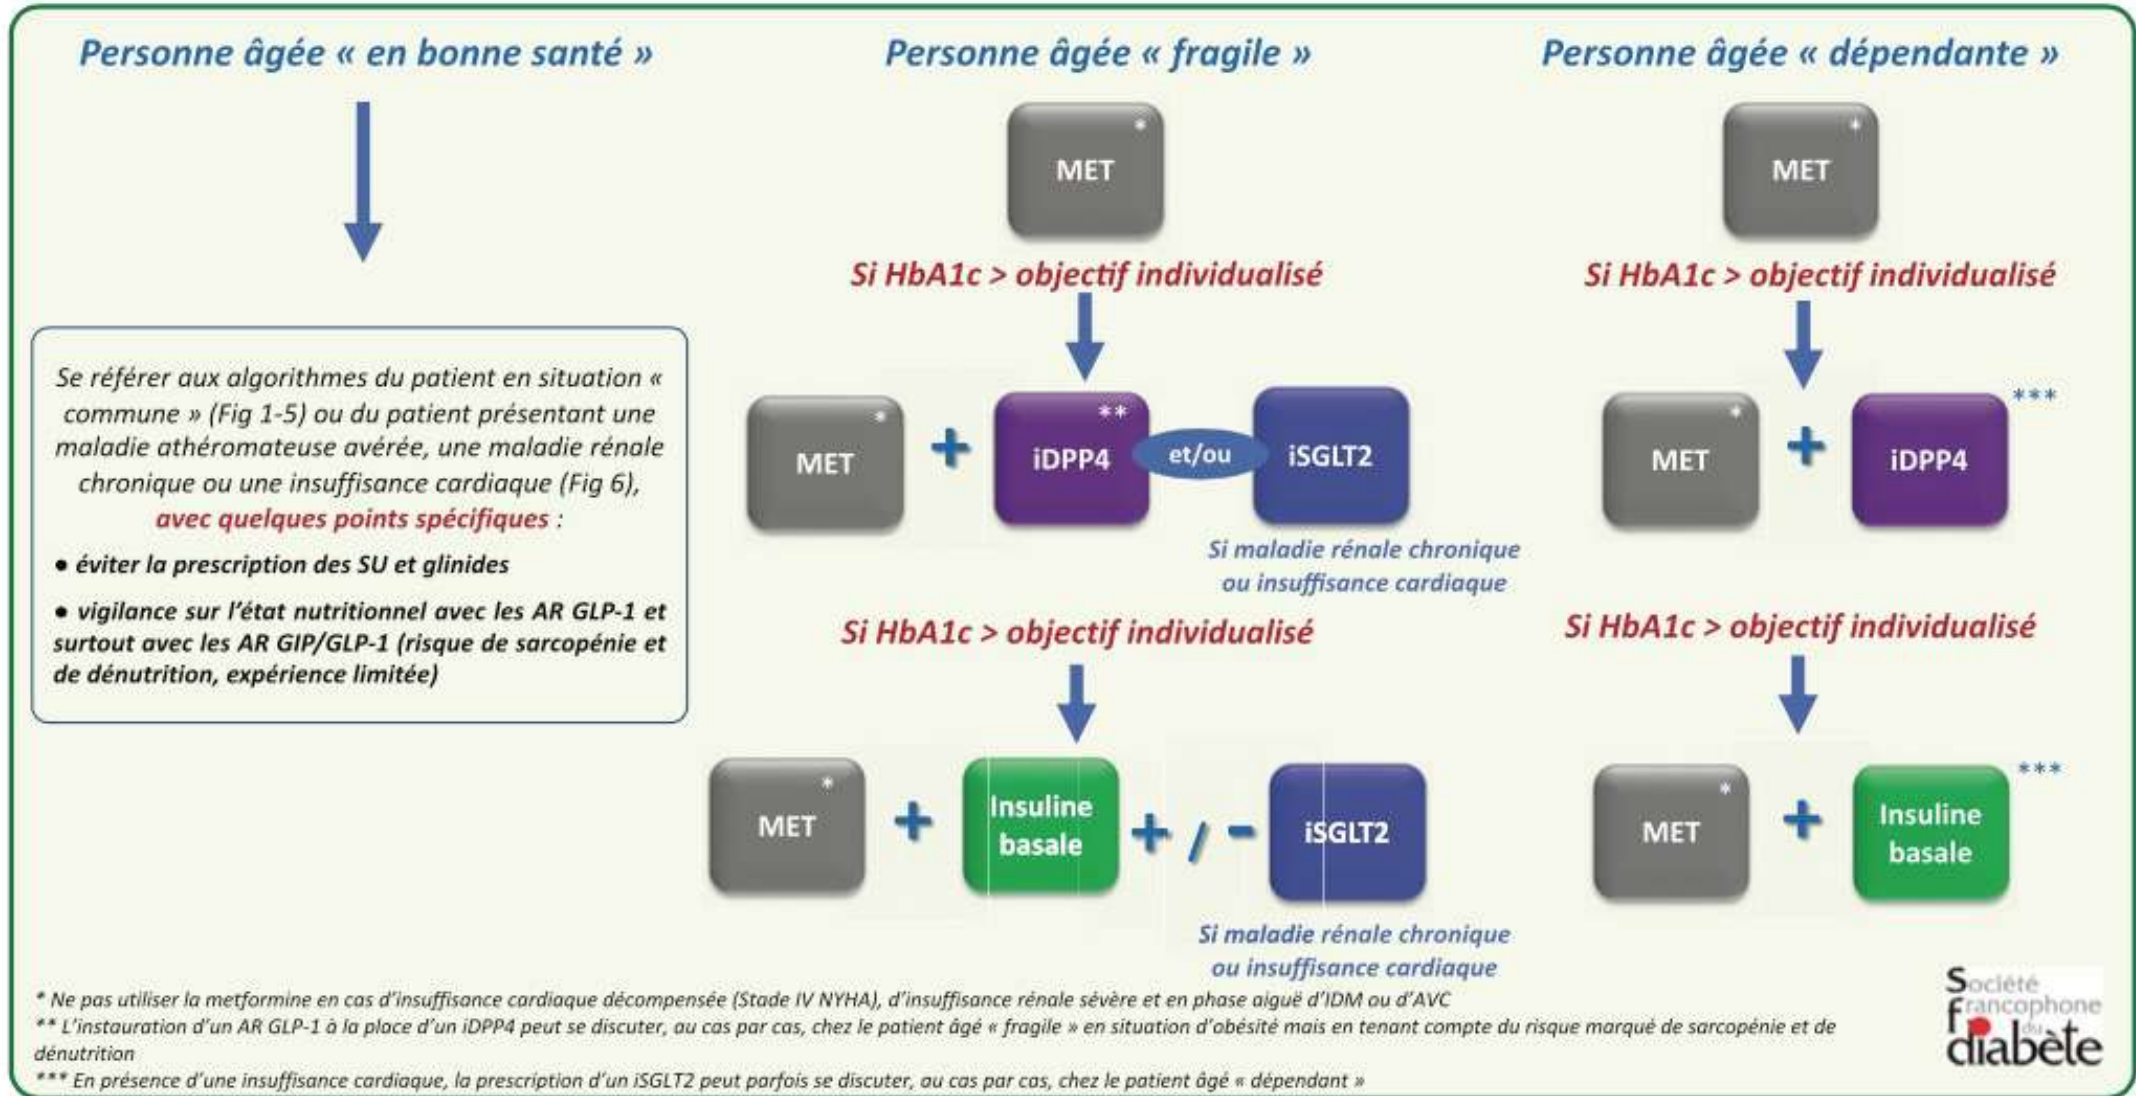 Personne âgée « en bonne santé »
Se référer aux algorithmes du patient en situation «
commune » (Fig 1-5) ou du patient présentant une
maladie athéromateuse avérée, une maladie rénale
chronique ou une insuffisance cardiaque (Fig 6),
avec quelques points spécifiques :
• éviter la prescription des SU et glinides
• vigilance sur l'état nutritionnel avec les AR GLP-1 et
surtout avec les AR GIP/GLP-1 (risque de sarcopénie et
de dénutrition, expérience limitée)
Personne âgée « fragile »
MET *
Si HbA1c > objectif individualisé
MET * + iDPP4 ** et/ou iSGLT2
Si maladie rénale chronique
ou insuffisance cardiaque
Si HbA1c > objectif individualisé
MET * + Insuline
basale + / - iSGLT2
Si maladie rénale chronique
ou insuffisance cardiaque
Personne âgée « dépendante »
MET *
Si HbA1c > objectif individualisé
MET * + iDPP4 ***
Si HbA1c > objectif individualisé
MET * + Insuline
basale ***
* Ne pas utiliser la metformine en cas d'insuffisance cardiaque décompensée (Stade IV NYHA), d'insuffisance rénale sévère et en phase aiguë d'IDM ou d'AVC
** L'instauration d'un AR GLP-1 à la place d'un iDPP4 peut se discuter, au cas par cas, chez le patient âgé « fragile » en situation d'obésité mais en tenant compte du risque marqué de sarcopénie et de
dénutrition
*** En présence d'une insuffisance cardiaque, la prescription d'un iSGLT2 peut parfois se discuter, au cas par cas, chez le patient âgé « dépendant »
Société
francophone
du
diabète